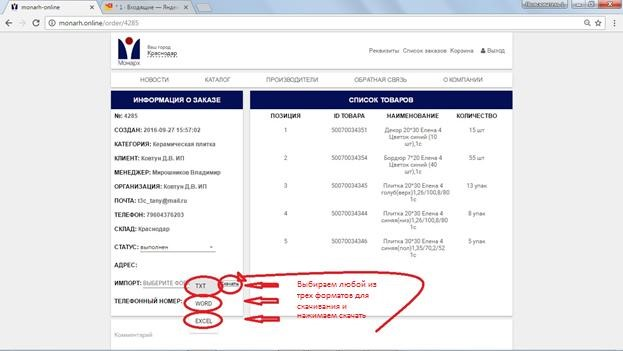 monarh.online
* 1 · Входящие — Янде
monarh.online/order/4285
Монарх
Ваш город
Краснодар
Реквизиты Список заказов Корзина Выход
НОВОСТИ КАТАЛОГ ПРОИЗВОДИТЕЛИ ОБРАТНАЯ СВЯЗЬ О КОМПАНИИ
ИНФОРМАЦИЯ О ЗАКАЗЕ
№: 4285
СОЗДАН: 2016-09-27 15:57:02
КАТЕГОРИЯ: Керамическая плитка
КЛИЕНТ: Ковтун Д.В. ИП
МЕНЕДЖЕР: Мирошников Владимир
ОРГАНИЗАЦИЯ: Ковтун Д.В. ИП
ПОЧТА: t3c_tany@mail.ru
ТЕЛЕФОН: 79604376203
СКЛАД: Краснодар
СТАТУС: выполнен
АДРЕС:
ИМПОРТ: ВЫБЕРИТЕ ФО
TXT
скачать
ТЕЛЕФОННЫЙ НОМЕР:
WORD
EXCEL
Комментарий
СПИСОК ТОВАРОВ
ПОЗИЦИЯ ID ТОВАРА НАИМЕНОВАНИЕ КОЛИЧЕСТВО
1 50070034351 Декор 20*30 Елена 4 15 шт
Цветок синий (10
шт),1с
2 50070034354 Бордюр 7*20 Елена 4 55 шт
Цветок синий (40
шт),1с
3 50070034345 Плитка 20*30 Елена 4 13 упак
голуб(верх)1,26/100,8/80
1с
4 50070034344 Плитка 20*30 Елена 4 8 упак
синяя(низ)1,26/100,8/80
1с
5 50070034346 Плитка 30*30 Елена 4 5 упак
синий(пол)1,35/70,2/52
1с
Выбираем любой из
трех форматов для
скачивания и
нажимаем скачать